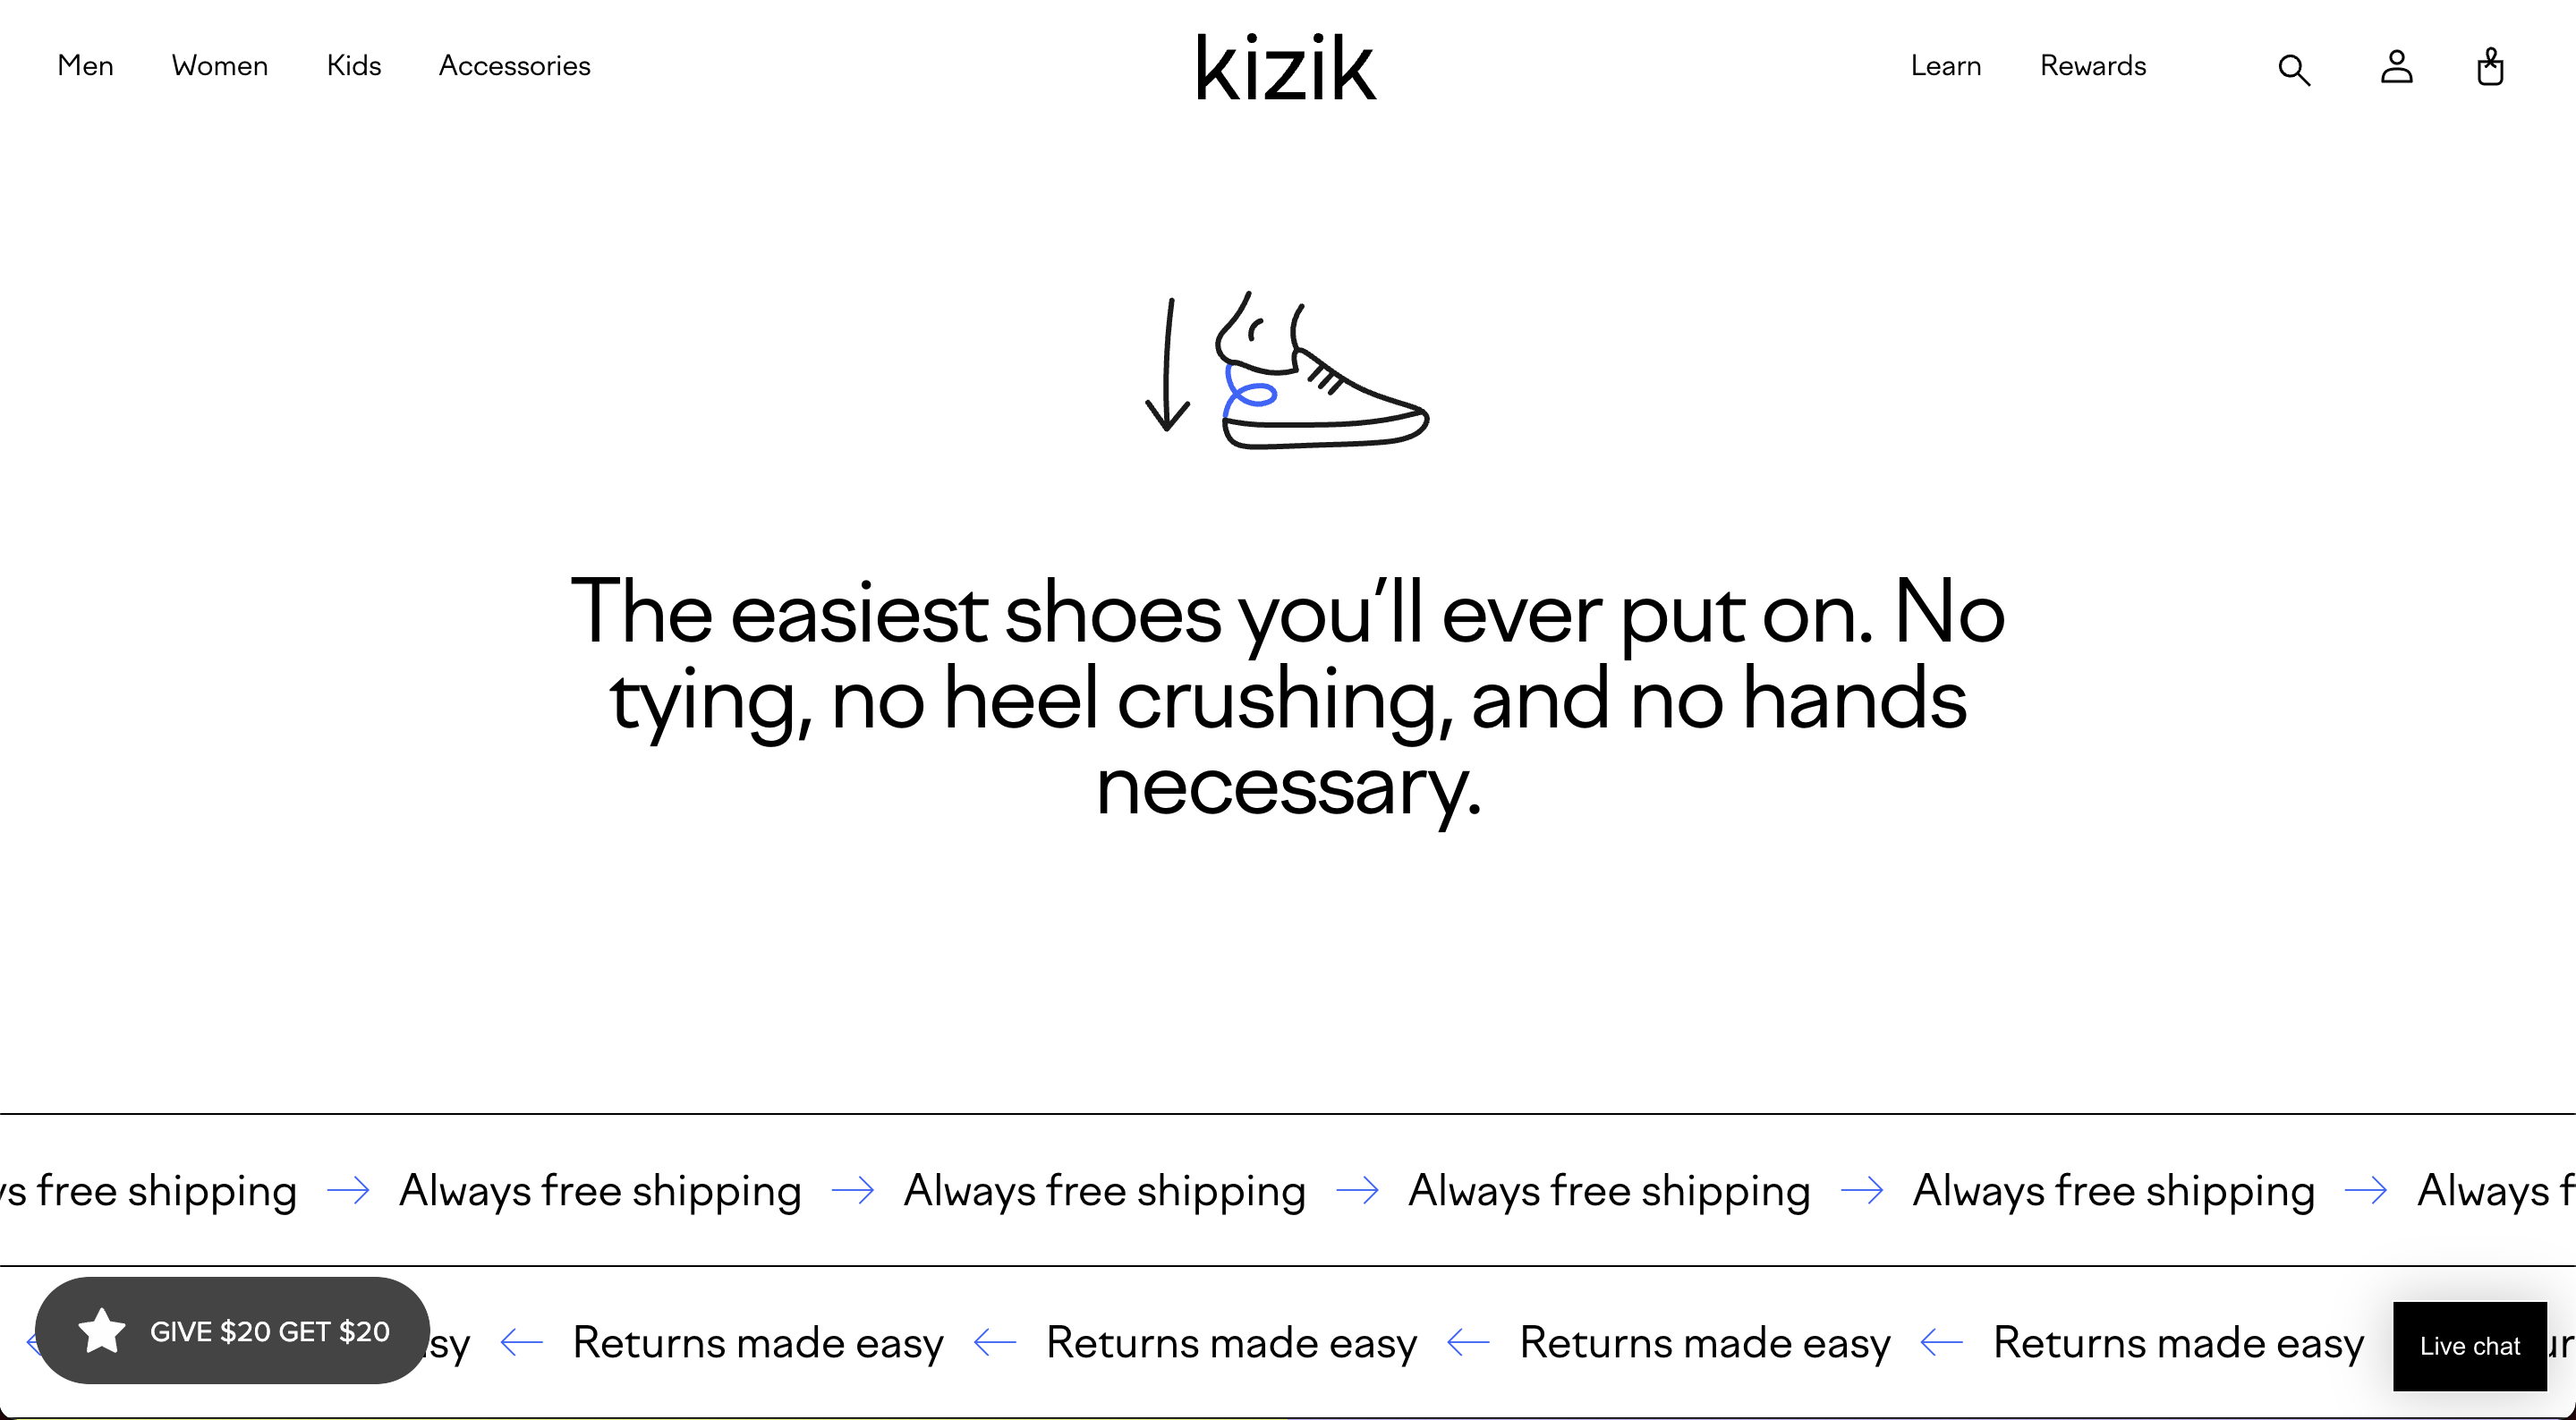 Men Women Kids Accessories kizik Learn Rewards
The easiest shoes you’ll ever put on. No
tying, no heel crushing, and no hands
necessary.
free shipping → Always free shipping → Always free shipping → Always free shipping → Always free shipping → Always
GIVE $20 GET $20 ← Returns made easy ← Returns made easy ← Returns made easy ← Returns made easy Live chat